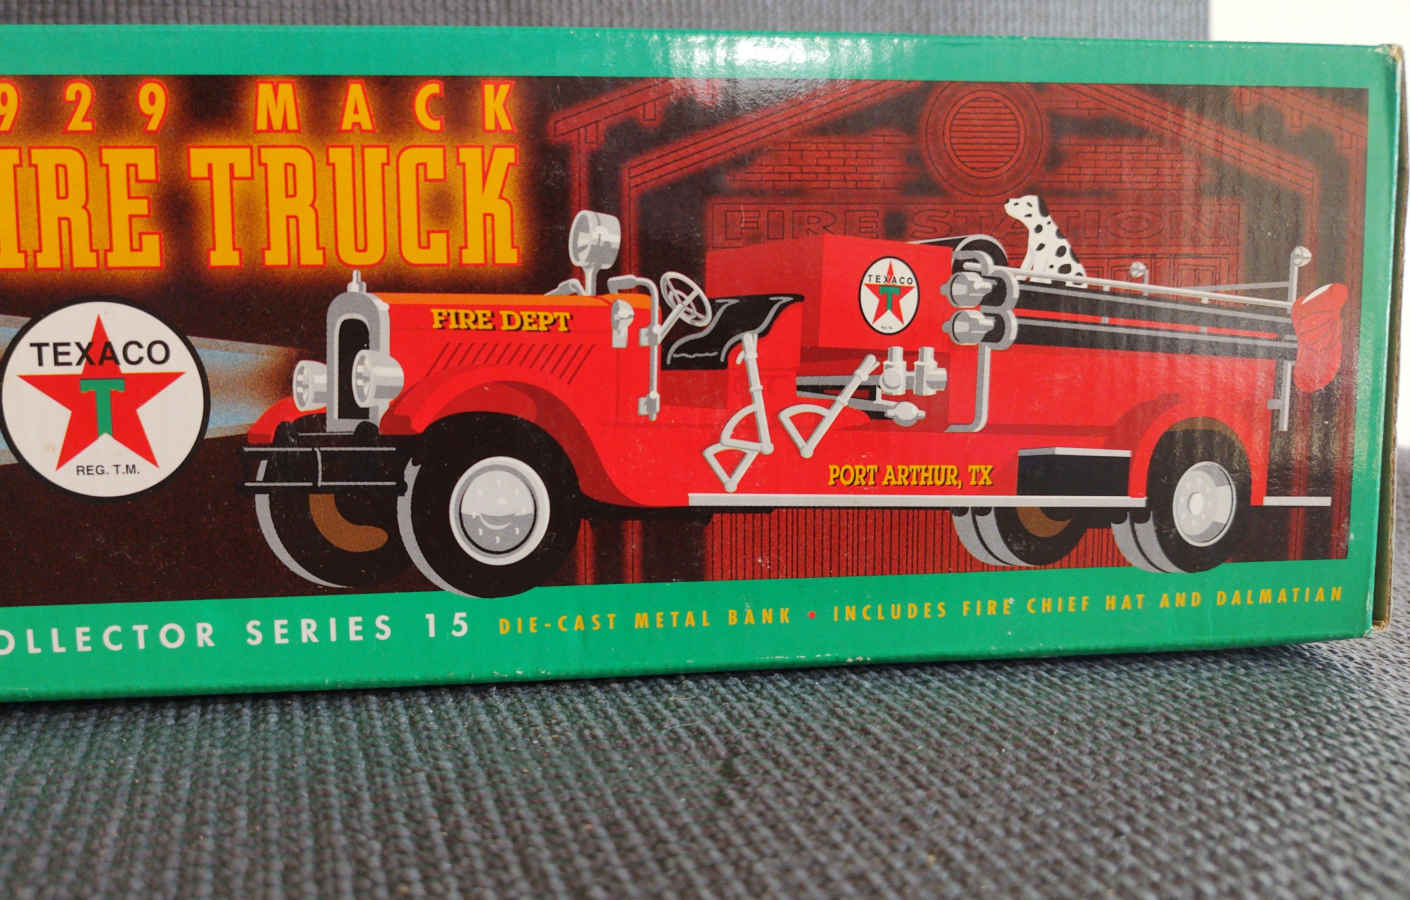 929 MACK
IRE TRUCK
FIRE STATION
TEXACO
T
REG. T.M.
FIRE DEPT
TEXACO
T
PORT ARTHUR, TX
OLLECTOR SERIES 15 DIE-CAST METAL BANK • INCLUDES FIRE CHIEF HAT AND DALMATIAN